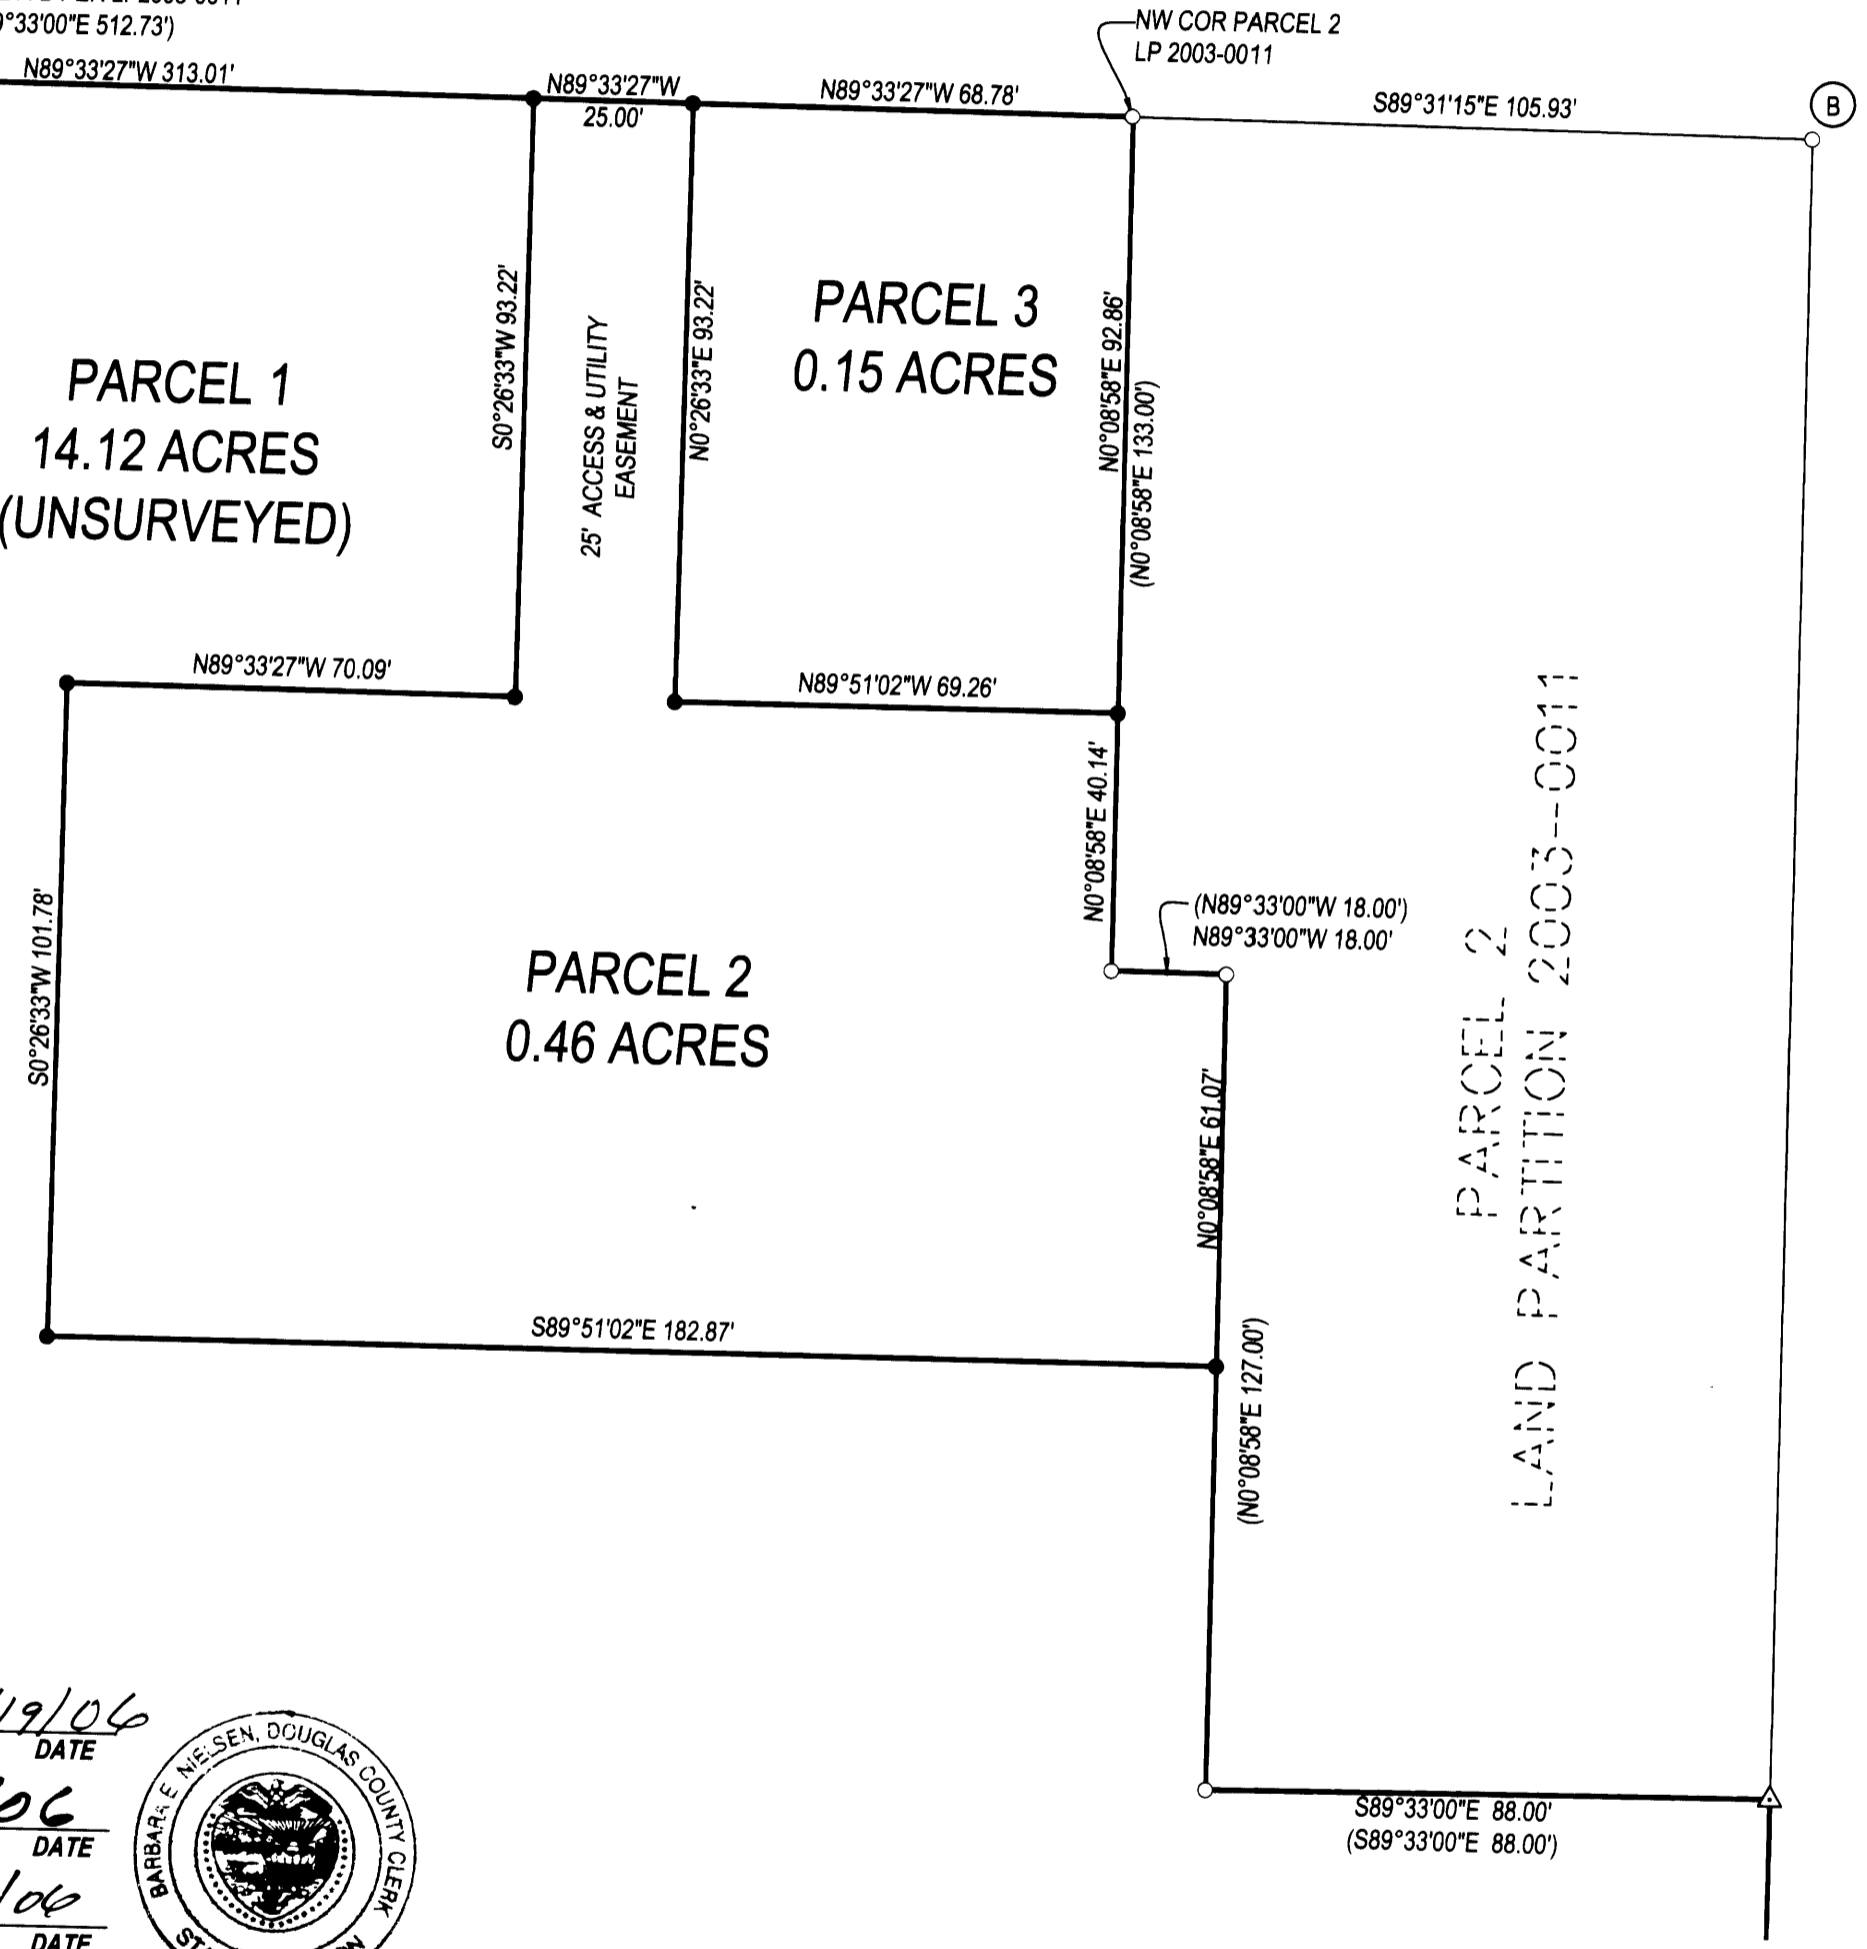 °33'00"E 512.73')
N89°33'27"W 313.01'
N89°33'27"W
25.00'
N89°33'27"W 68.78'
NW COR PARCEL 2
LP 2003-0011
S89°31'15"E 105.93'
B
S0°26'33"W 93.22'
25' ACCESS & UTILITY
EASEMENT
N0°26'33"E 93.22'
PARCEL 3
0.15 ACRES
N0°08'58"E 92.86'
(N0°08'58"E 133.00')
PARCEL 1
14.12 ACRES
(UNSURVEYED)
N89°33'27"W 70.09'
N89°51'02"W 69.26'
N0°08'58"E 40.14'
(N89°33'00"W 18.00')
N89°33'00"W 18.00'
S0°26'33"W 101.78'
PARCEL 2
0.46 ACRES
N0°08'58"E 61.07'
PARCEL 2
LAND PARTITION 2003-0011
S89°51'02"E 182.87'
(N0°08'58"E 127.00')
S89°33'00"E 88.00'
(S89°33'00"E 88.00')
19/06
DATE
06
DATE
/06
DATE
BARBARA E NIELSEN, DOUGLAS COUNTY CLERK